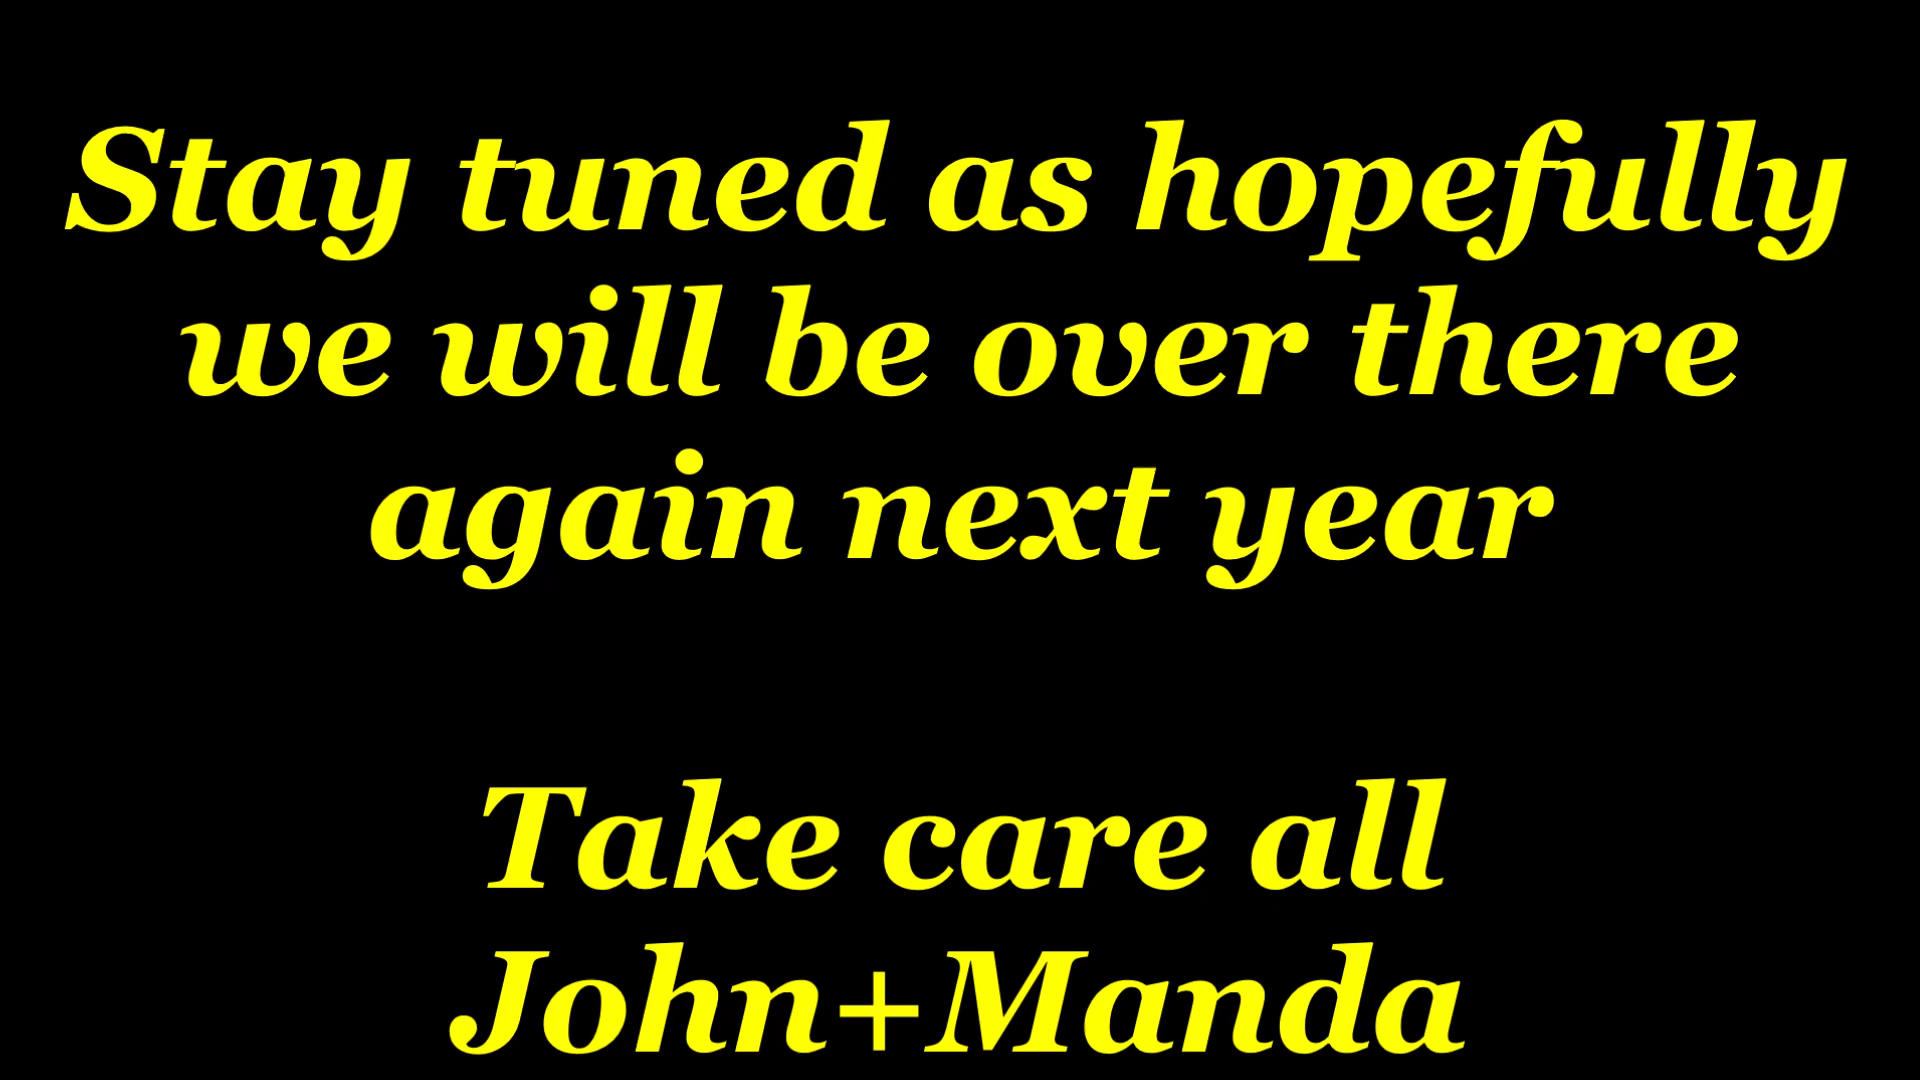 Stay tuned as hopefully
we will be over there
again next year
Take care all
John+Manda